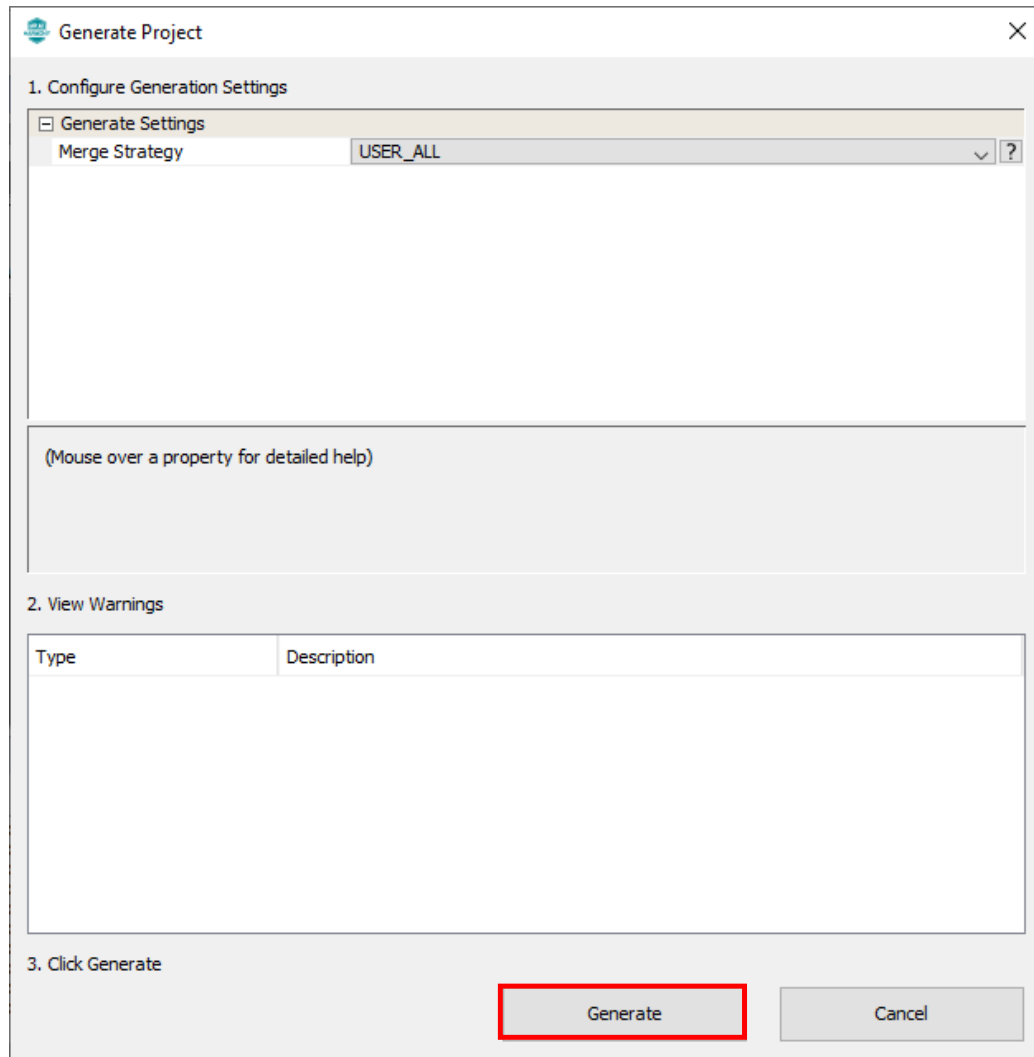 Generate Project
1. Configure Generation Settings
Generate Settings
Merge Strategy USER_ALL ?
(Mouse over a property for detailed help)
2. View Warnings
Type Description
3. Click Generate
Generate Cancel